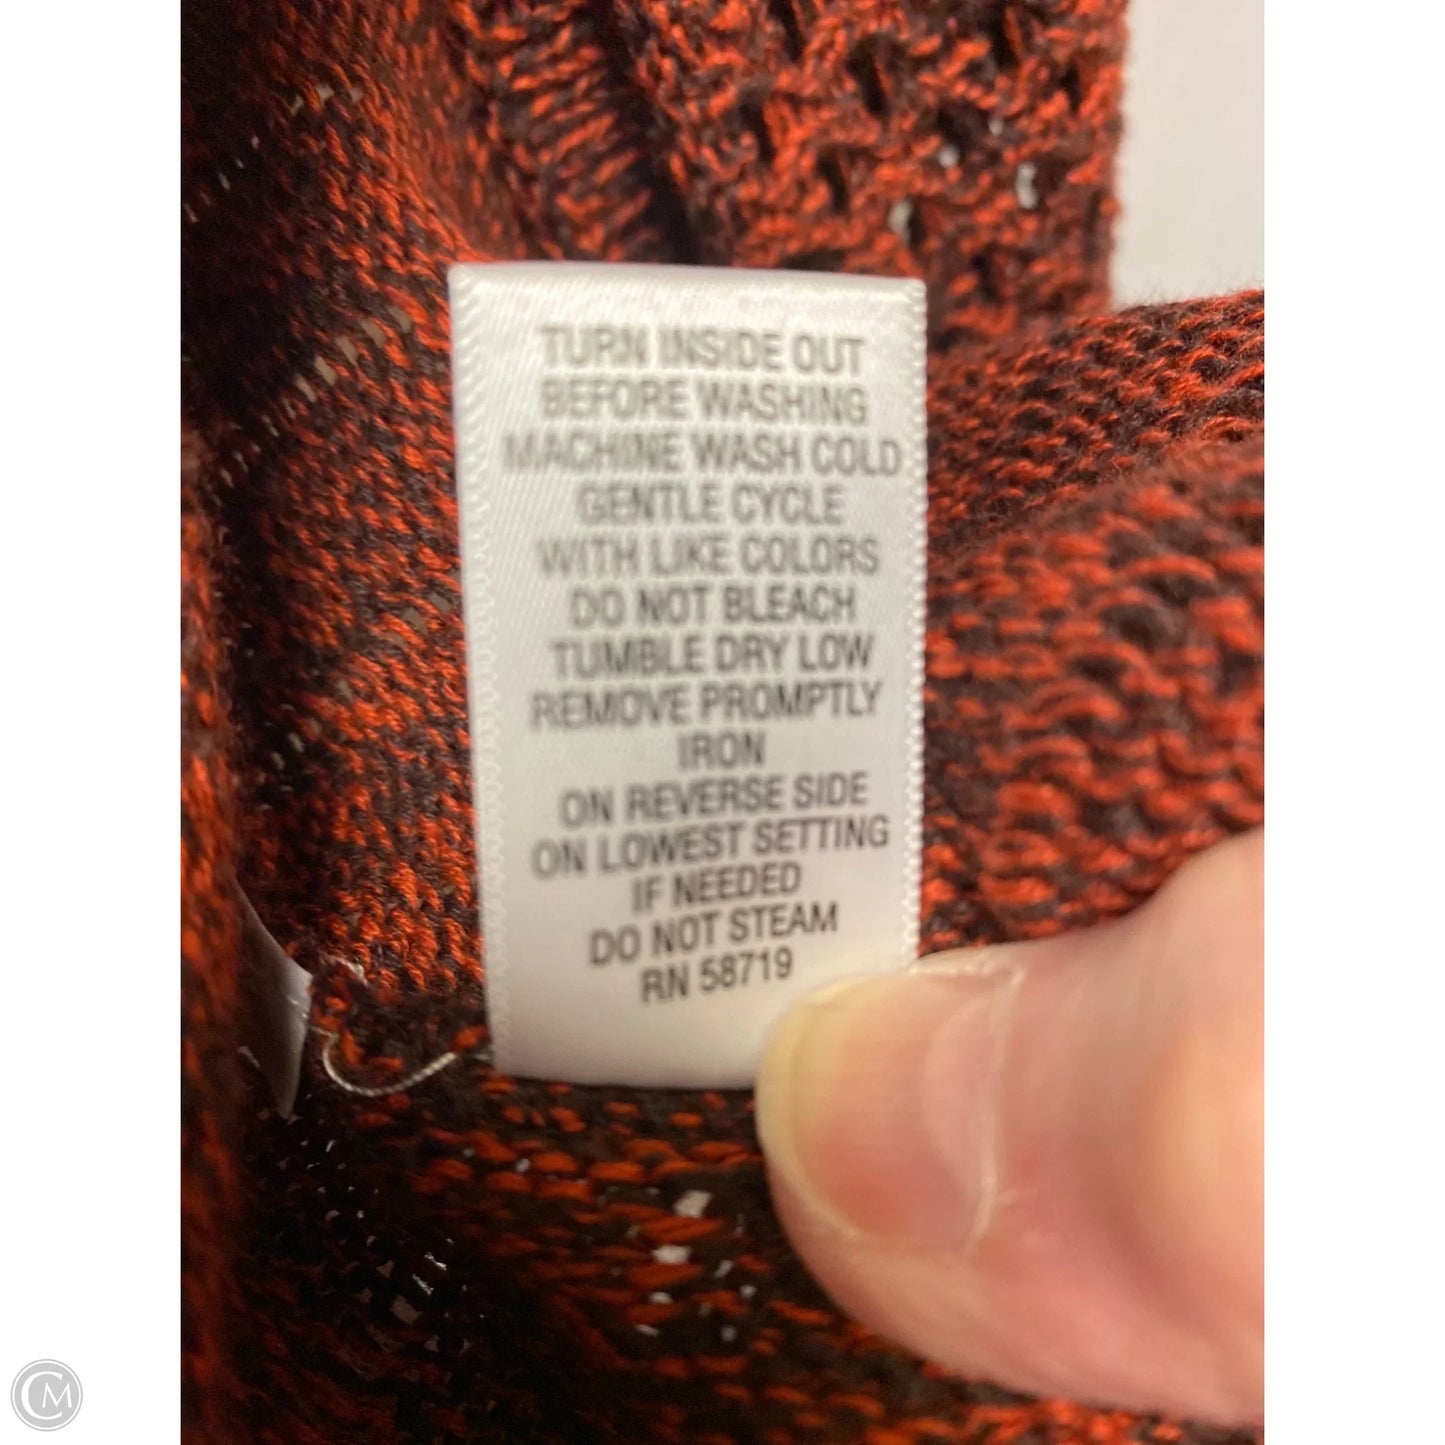 TURN INSIDE OUT
BEFORE WASHING
MACHINE WASH COLD
GENTLE CYCLE
WITH LIKE COLORS
DO NOT BLEACH
TUMBLE DRY LOW
REMOVE PROMPTLY
IRON
ON REVERSE SIDE
ON LOWEST SETTING
IF NEEDED
DO NOT STEAM
RN 58719
CM